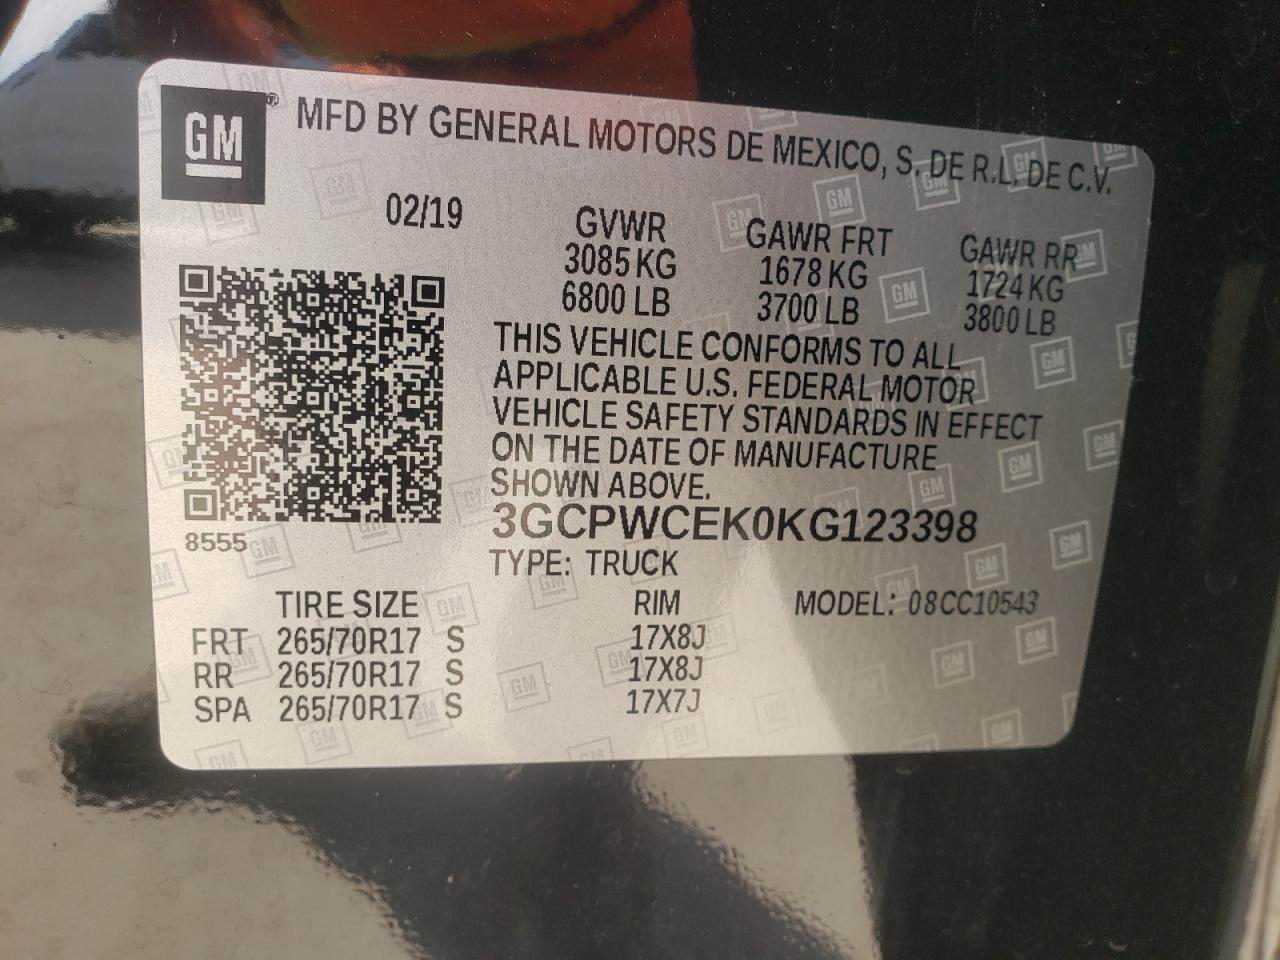 GM® MFD BY GENERAL MOTORS DE MEXICO, S. DE R.L. DE C.V.
02/19
GVWR GAWR FRT GAWR RR
3085 KG 1678 KG 1724 KG
6800 LB 3700 LB 3800 LB
THIS VEHICLE CONFORMS TO ALL
APPLICABLE U.S. FEDERAL MOTOR
VEHICLE SAFETY STANDARDS IN EFFECT
ON THE DATE OF MANUFACTURE
SHOWN ABOVE.
3GCPWCEK0KG123398
8555
TYPE: TRUCK
TIRE SIZE RIM MODEL: 08CC10543
FRT 265/70R17 S 17X8J
RR 265/70R17 S 17X8J
SPA 265/70R17 S 17X7J